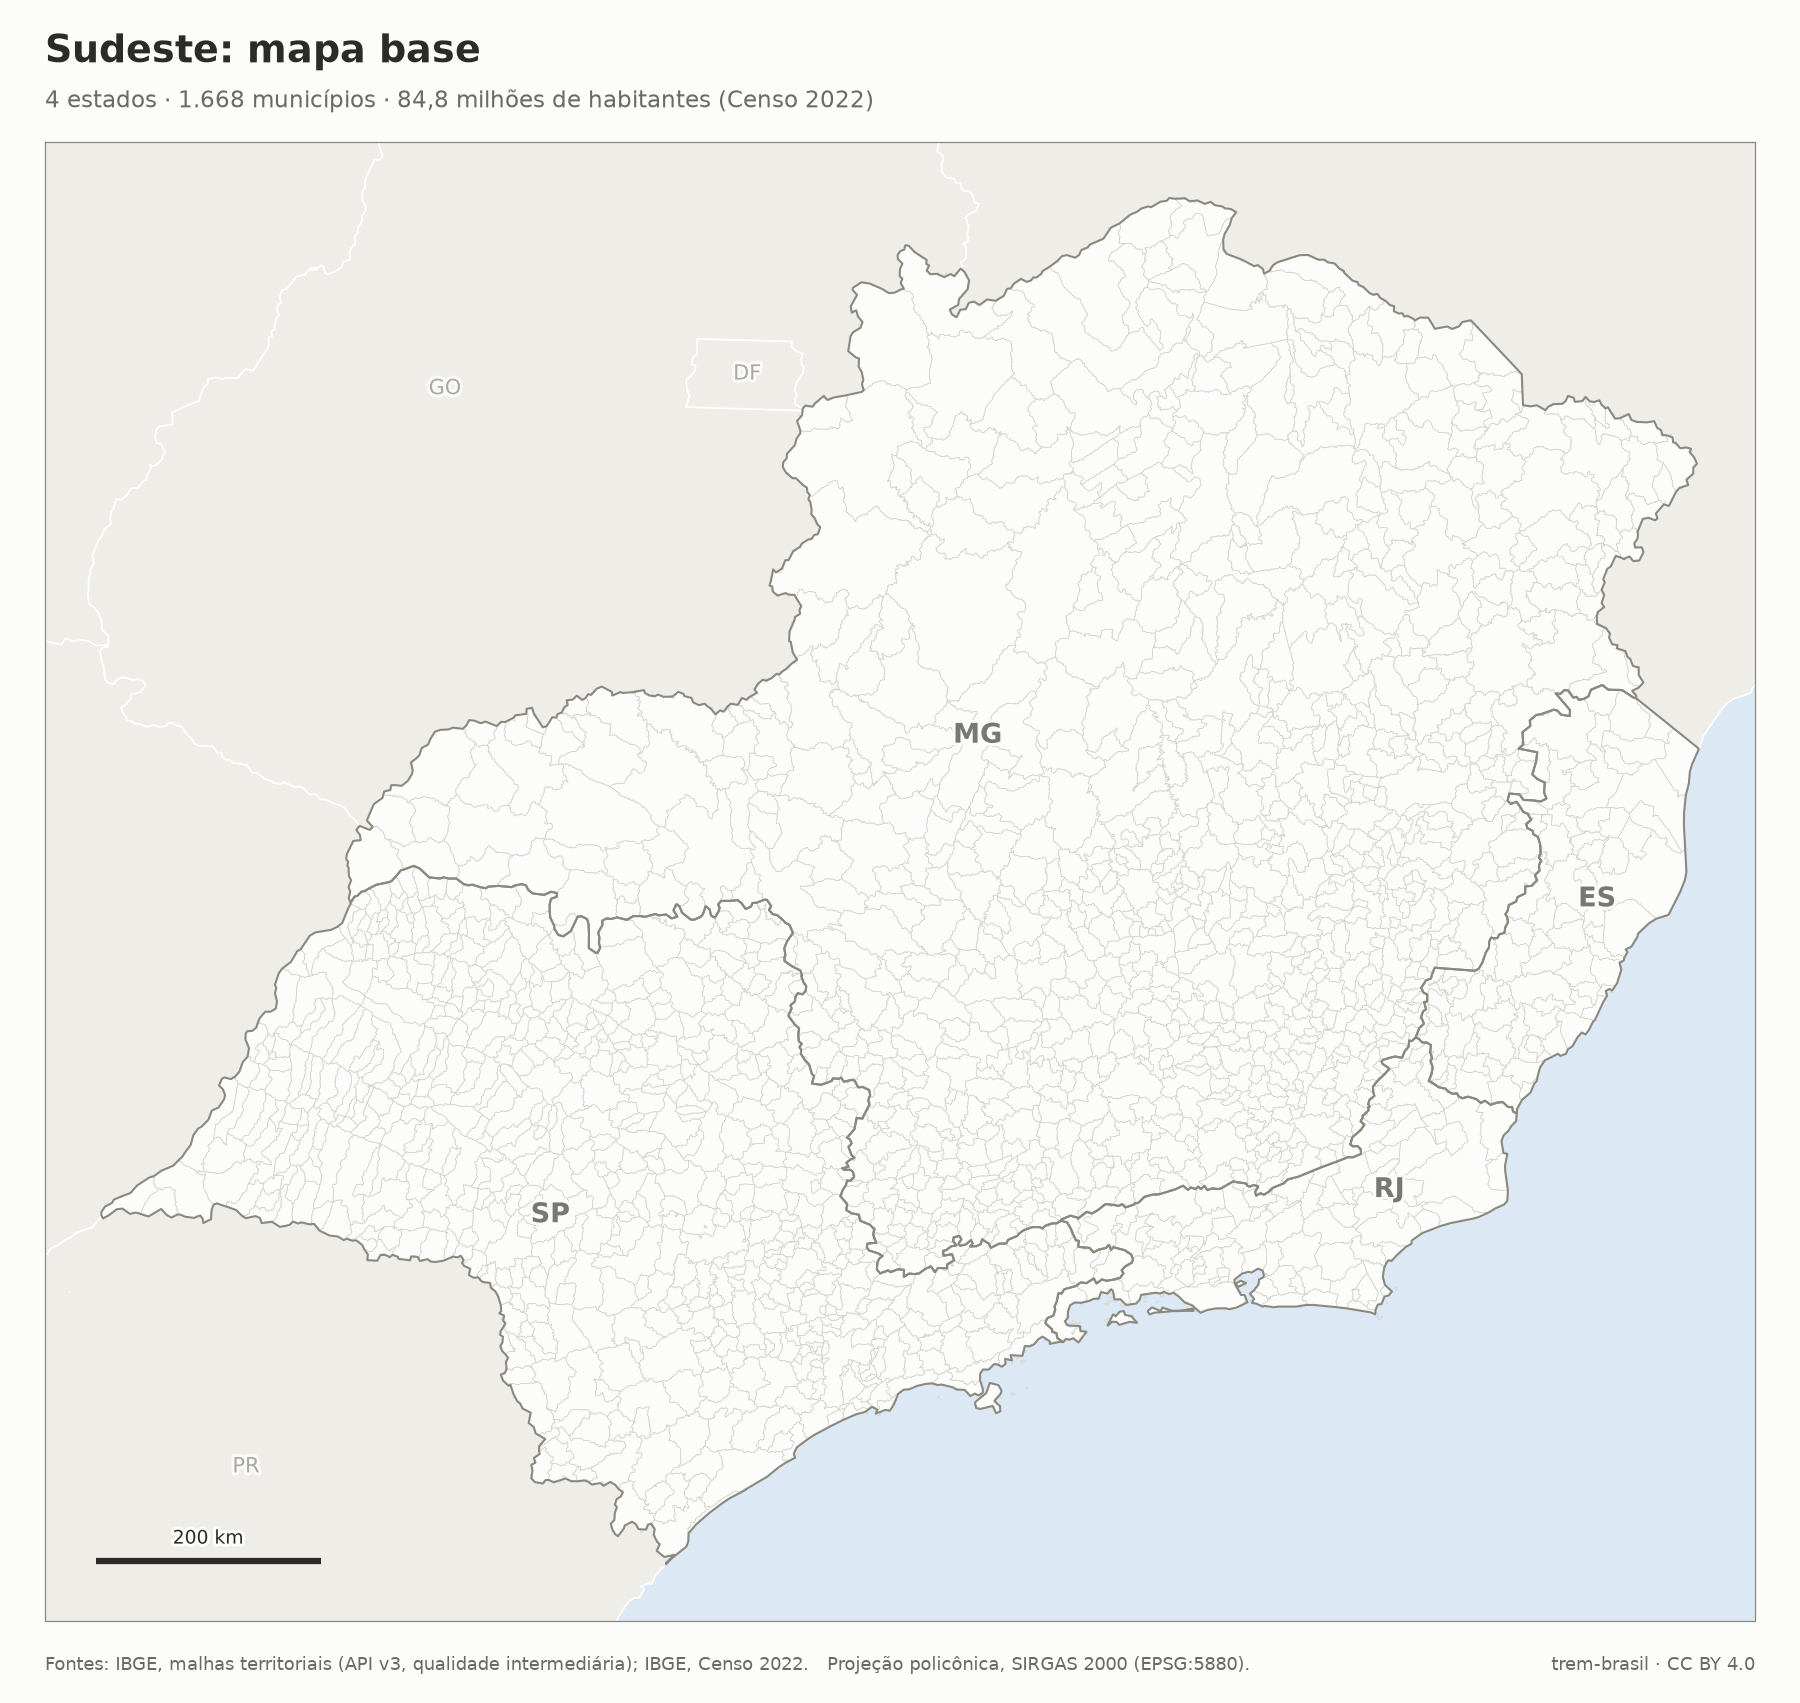 Sudeste: mapa base
4 estados · 1.668 municípios · 84,8 milhões de habitantes (Censo 2022)
GO
DF
MG
ES
RJ
SP
PR
200 km
Fontes: IBGE, malhas territoriais (API v3, qualidade intermediária); IBGE, Censo 2022. Projeção policônica, SIRGAS 2000 (EPSG:5880).
trem-brasil · CC BY 4.0